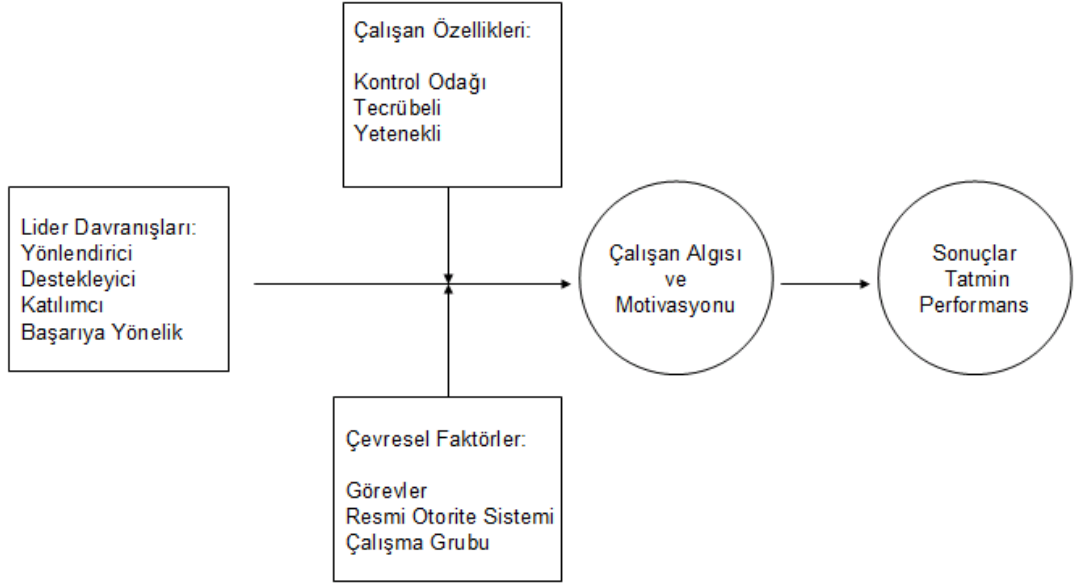 Çalışan Özellikleri:
Kontrol Odağı
Tecrübeli
Yetenekli
Lider Davranışları:
Yönlendirici
Destekleyici
Katılımcı
Başarıya Yönelik
Çalışan Algısı
ve
Motivasyonu
Sonuçlar
Tatmin
Performans
Çevresel Faktörler:
Görevler
Resmi Otorite Sistemi
Çalışma Grubu